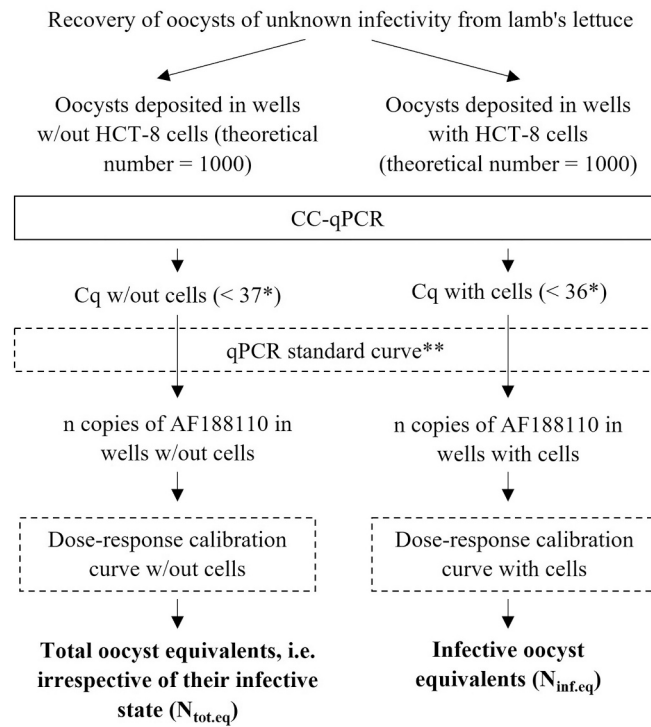 Recovery of oocysts of unknown infectivity from lamb's lettuce
Oocysts deposited in wells
w/out HCT-8 cells (theoretical
number = 1000)
Oocysts deposited in wells
with HCT-8 cells
(theoretical number = 1000)
CC-qPCR
Cq w/out cells (< 37*)
Cq with cells (< 36*)
qPCR standard curve**
n copies of AF188110 in
wells w/out cells
n copies of AF188110 in
wells with cells
Dose-response calibration
curve w/out cells
Dose-response calibration
curve with cells
Total oocyst equivalents, i.e.
irrespective of their infective
state (Ntot.eq)
Infective oocyst
equivalents (Ninf.eq)